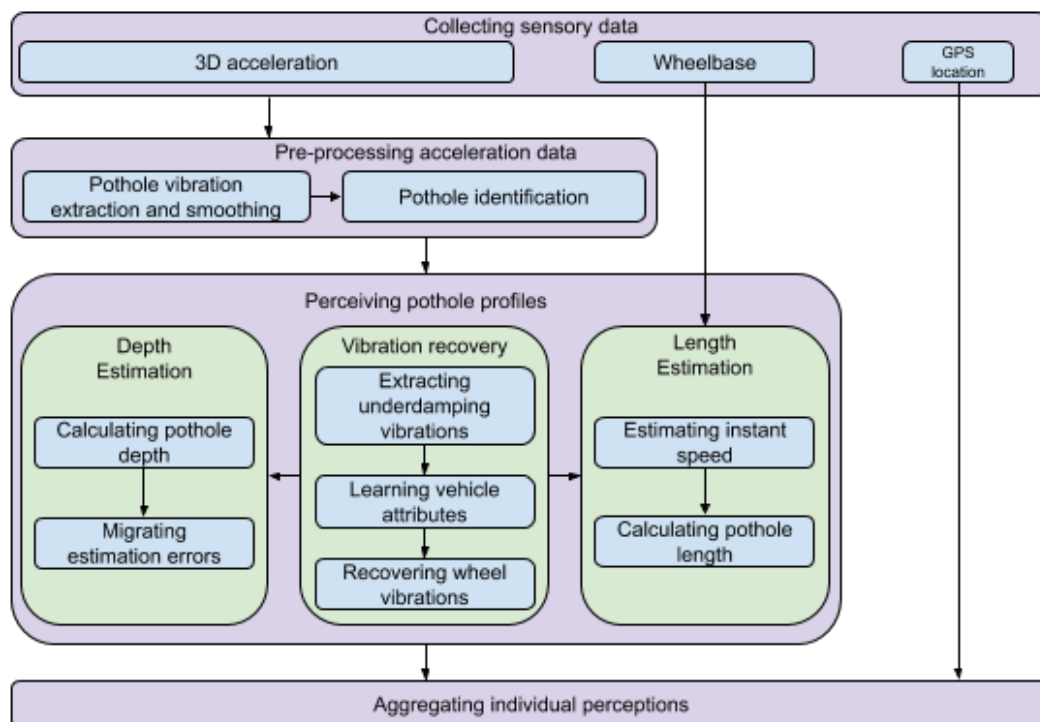 Collecting sensory data
3D acceleration
Wheelbase
GPS
location
Pre-processing acceleration data
Pothole vibration
extraction and smoothing
Pothole identification
Perceiving pothole profiles
Depth
Estimation
Calculating pothole
depth
Migrating
estimation errors
Vibration recovery
Extracting
underdamping
vibrations
Learning vehicle
attributes
Recovering wheel
vibrations
Length
Estimation
Estimating instant
speed
Calculating pothole
length
Aggregating individual perceptions